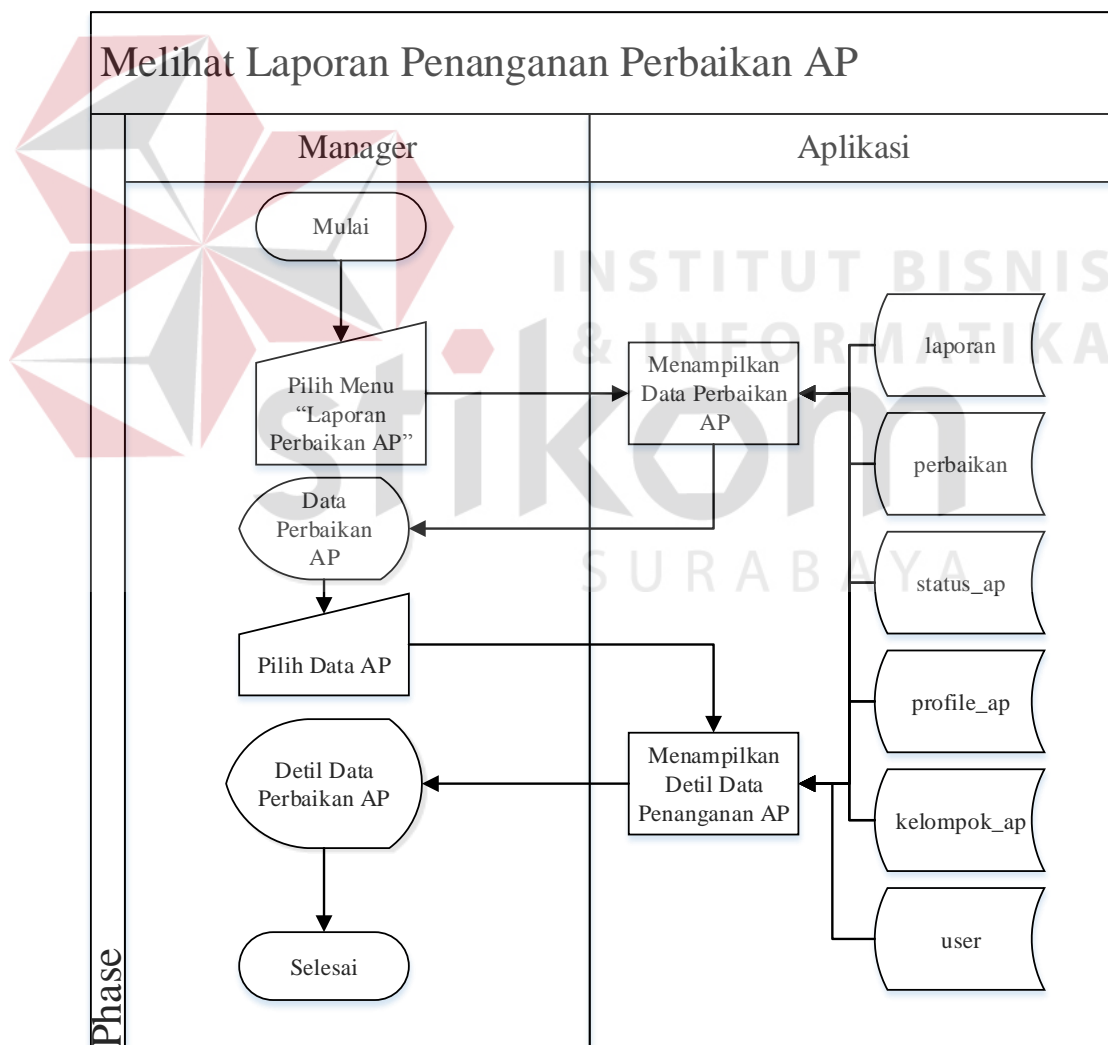 Melihat Laporan Penanganan Perbaikan AP
Manager
Aplikasi
Mulai
INSTITUT BISNIS
& INFORMATIKA
stikom
SURABAYA
Pilih Menu
“Laporan
Perbaikan AP”
Menampilkan
Data Perbaikan
AP
laporan
perbaikan
Data
Perbaikan
AP
status_ap
Pilih Data AP
profile_ap
Detil Data
Perbaikan AP
Menampilkan
Detil Data
Penanganan AP
kelompok_ap
user
Selesai
Phase